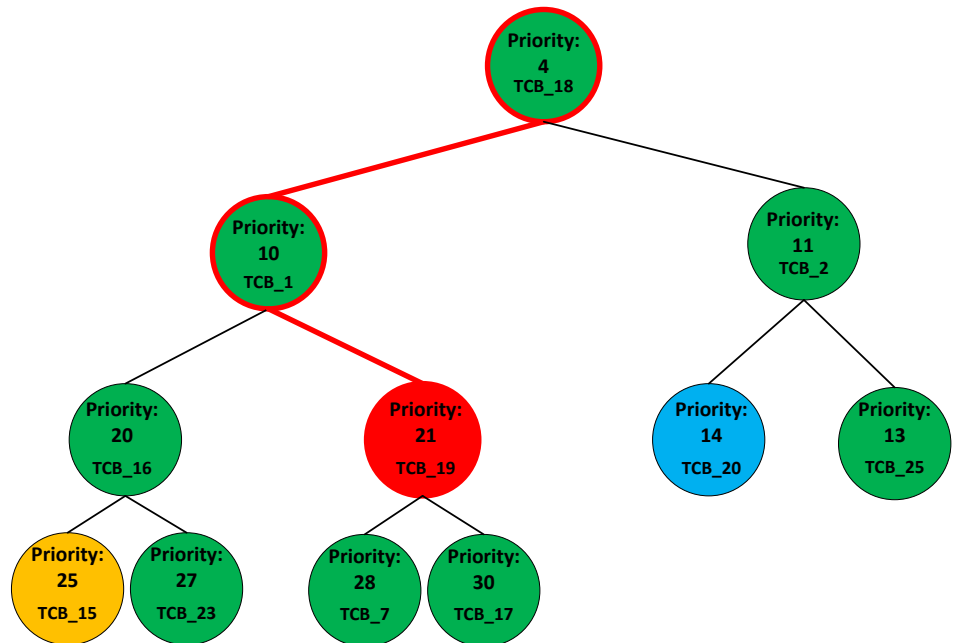 Priority:
4
TCB_18
Priority:
10
TCB_1
Priority:
11
TCB_2
Priority:
20
TCB_16
Priority:
21
TCB_19
Priority:
14
TCB_20
Priority:
13
TCB_25
Priority:
25
TCB_15
Priority:
27
TCB_23
Priority:
28
TCB_7
Priority:
30
TCB_17